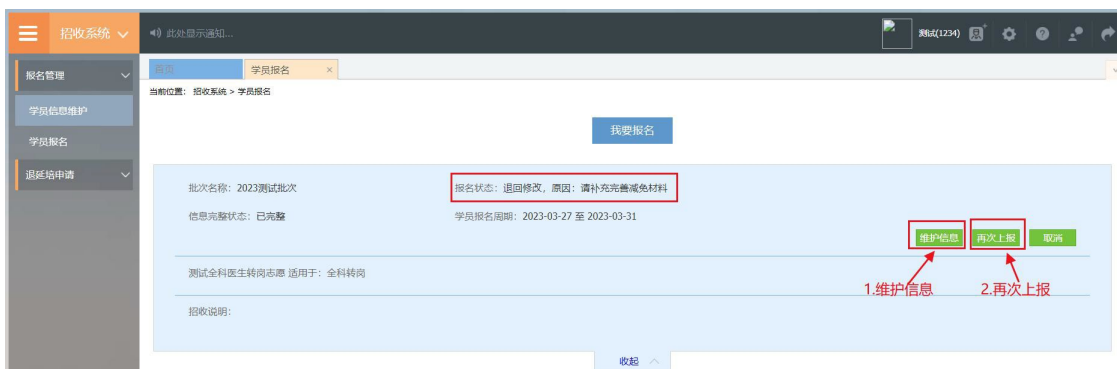 招收系统
此处显示通知...
测试(1234)
报名管理
学员信息维护
学员报名
退延培申请
首页
学员报名 ×
当前位置: 招收系统 > 学员报名
我要报名
批次名称: 2023测试批次
报名状态: 退回修改, 原因: 请补充完善减免材料
信息完整状态: 已完整
学员报名周期: 2023-03-27 至 2023-03-31
维护信息 再次上报 取消
测试全科医生转岗志愿 适用于: 全科转岗
1.维护信息 2.再次上报
招收说明:
收起